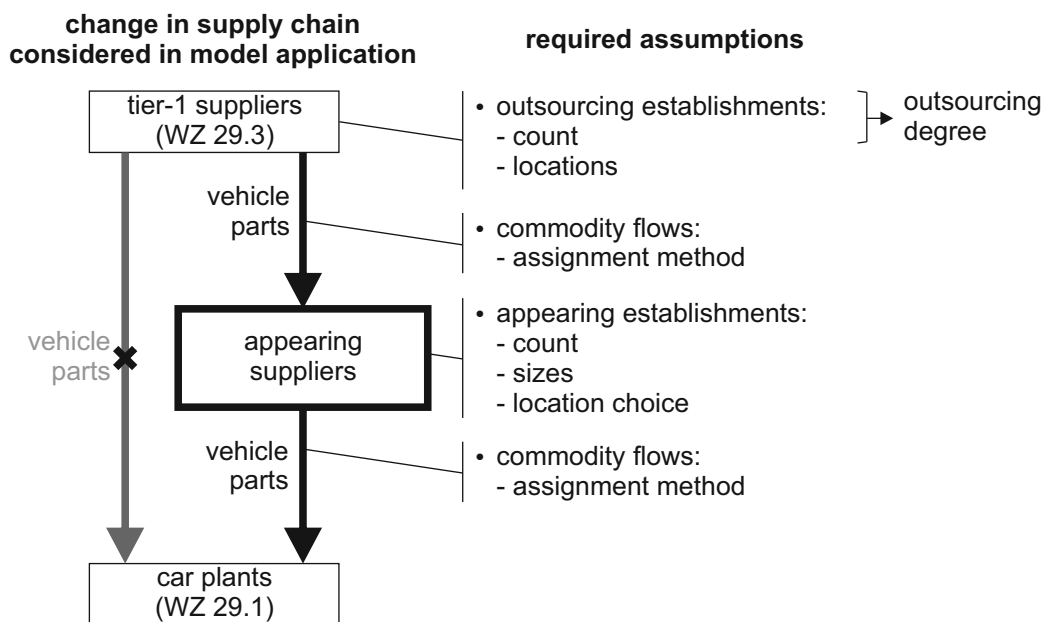 change in supply chain
considered in model application
required assumptions
tier-1 suppliers
(WZ 29.3)
• outsourcing establishments:
- count
- locations
outsourcing
degree
vehicle
parts
• commodity flows:
- assignment method
vehicle
parts
appearing
suppliers
• appearing establishments:
- count
- sizes
- location choice
vehicle
parts
• commodity flows:
- assignment method
car plants
(WZ 29.1)